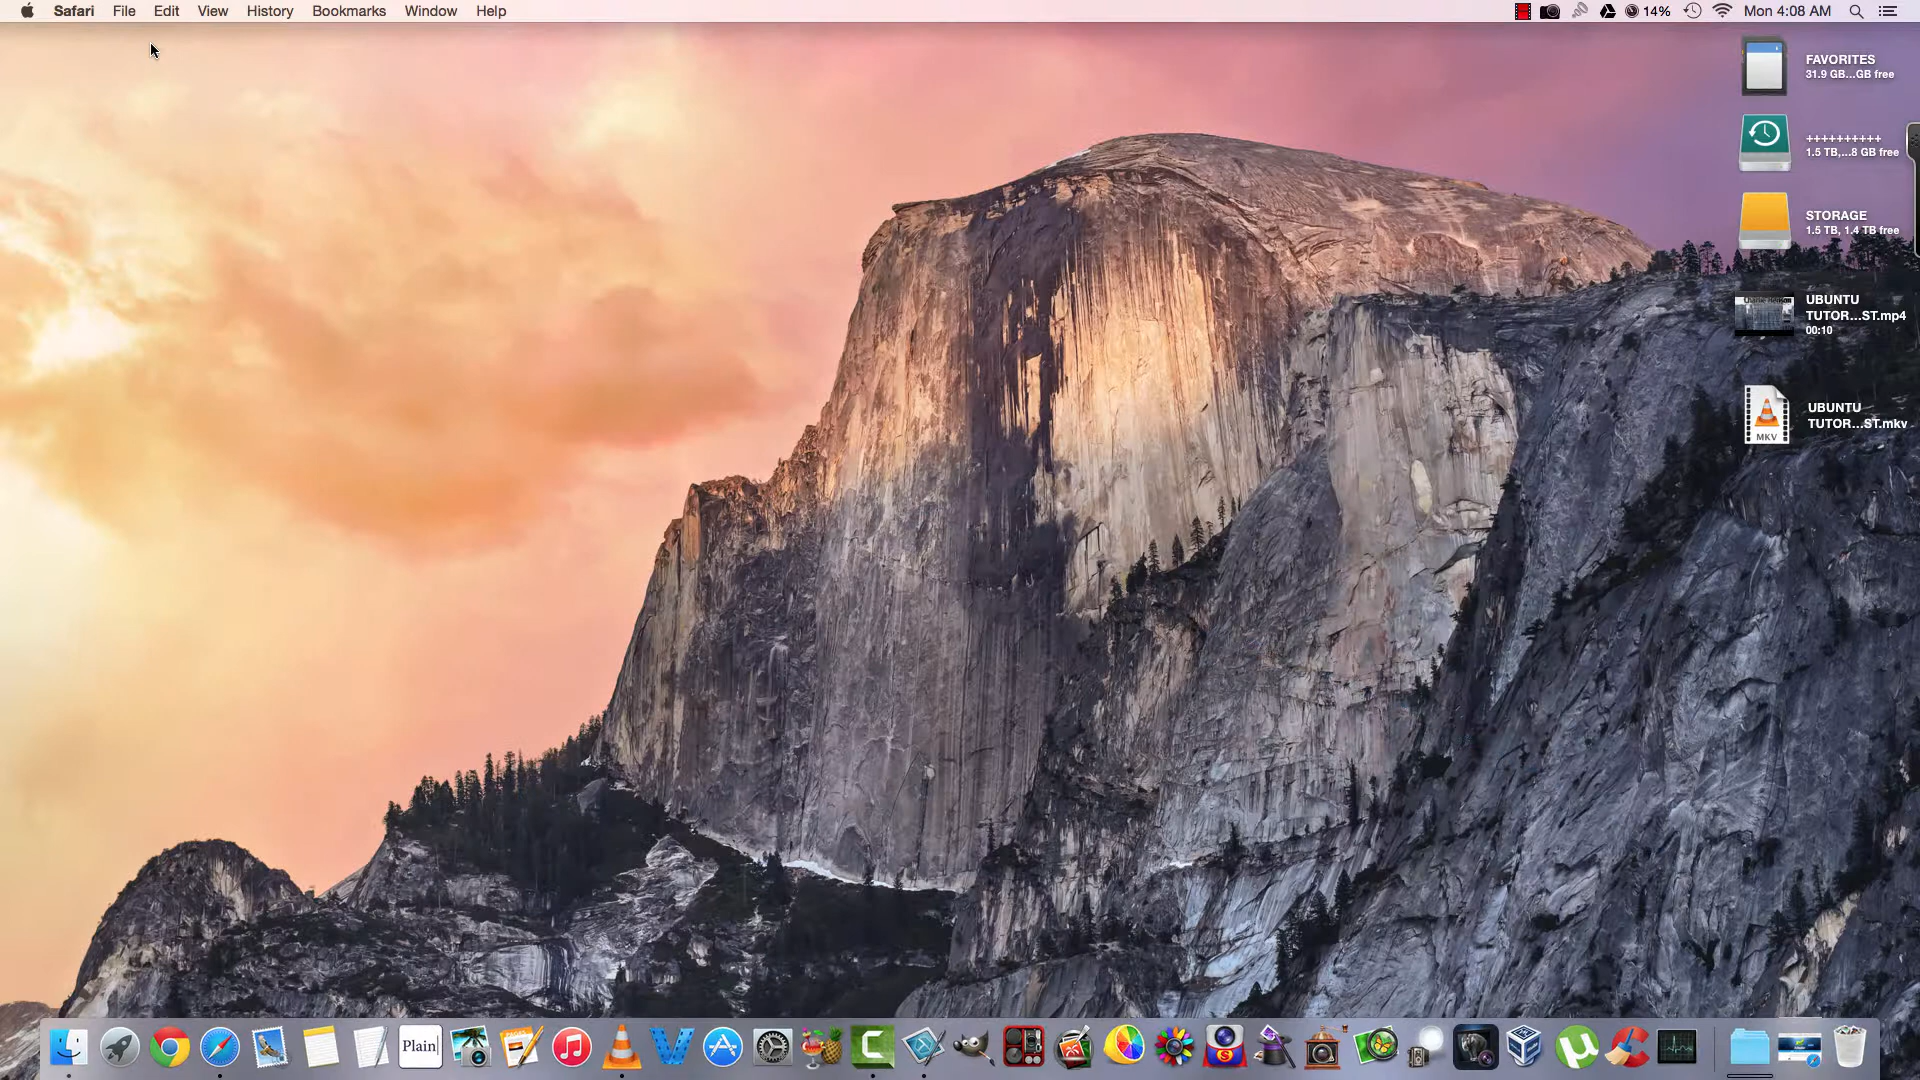 Safari File Edit View History Bookmarks Window Help
14% Mon 4:08 AM
FAVORITES
31.9 GB...GB free
++++++++++
1.5 TB,...8 GB free
STORAGE
1.5 TB, 1.4 TB free
UBUNTU
TUTOR...ST.mp4
00:10
UBUNTU
TUTOR...ST.mkv
MKV
Plain